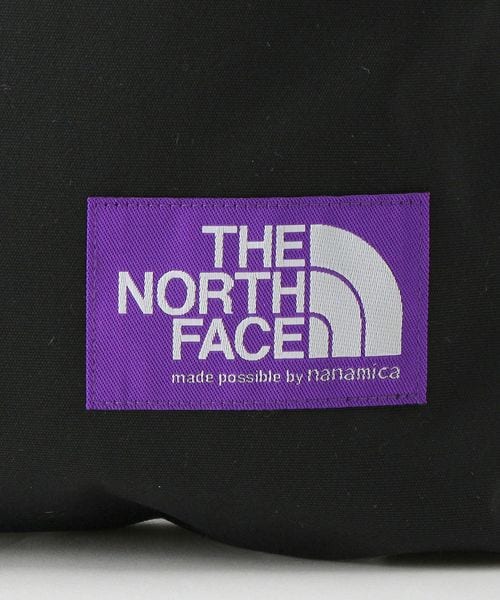 THE
NORTH
FACE
made possible by nanamica